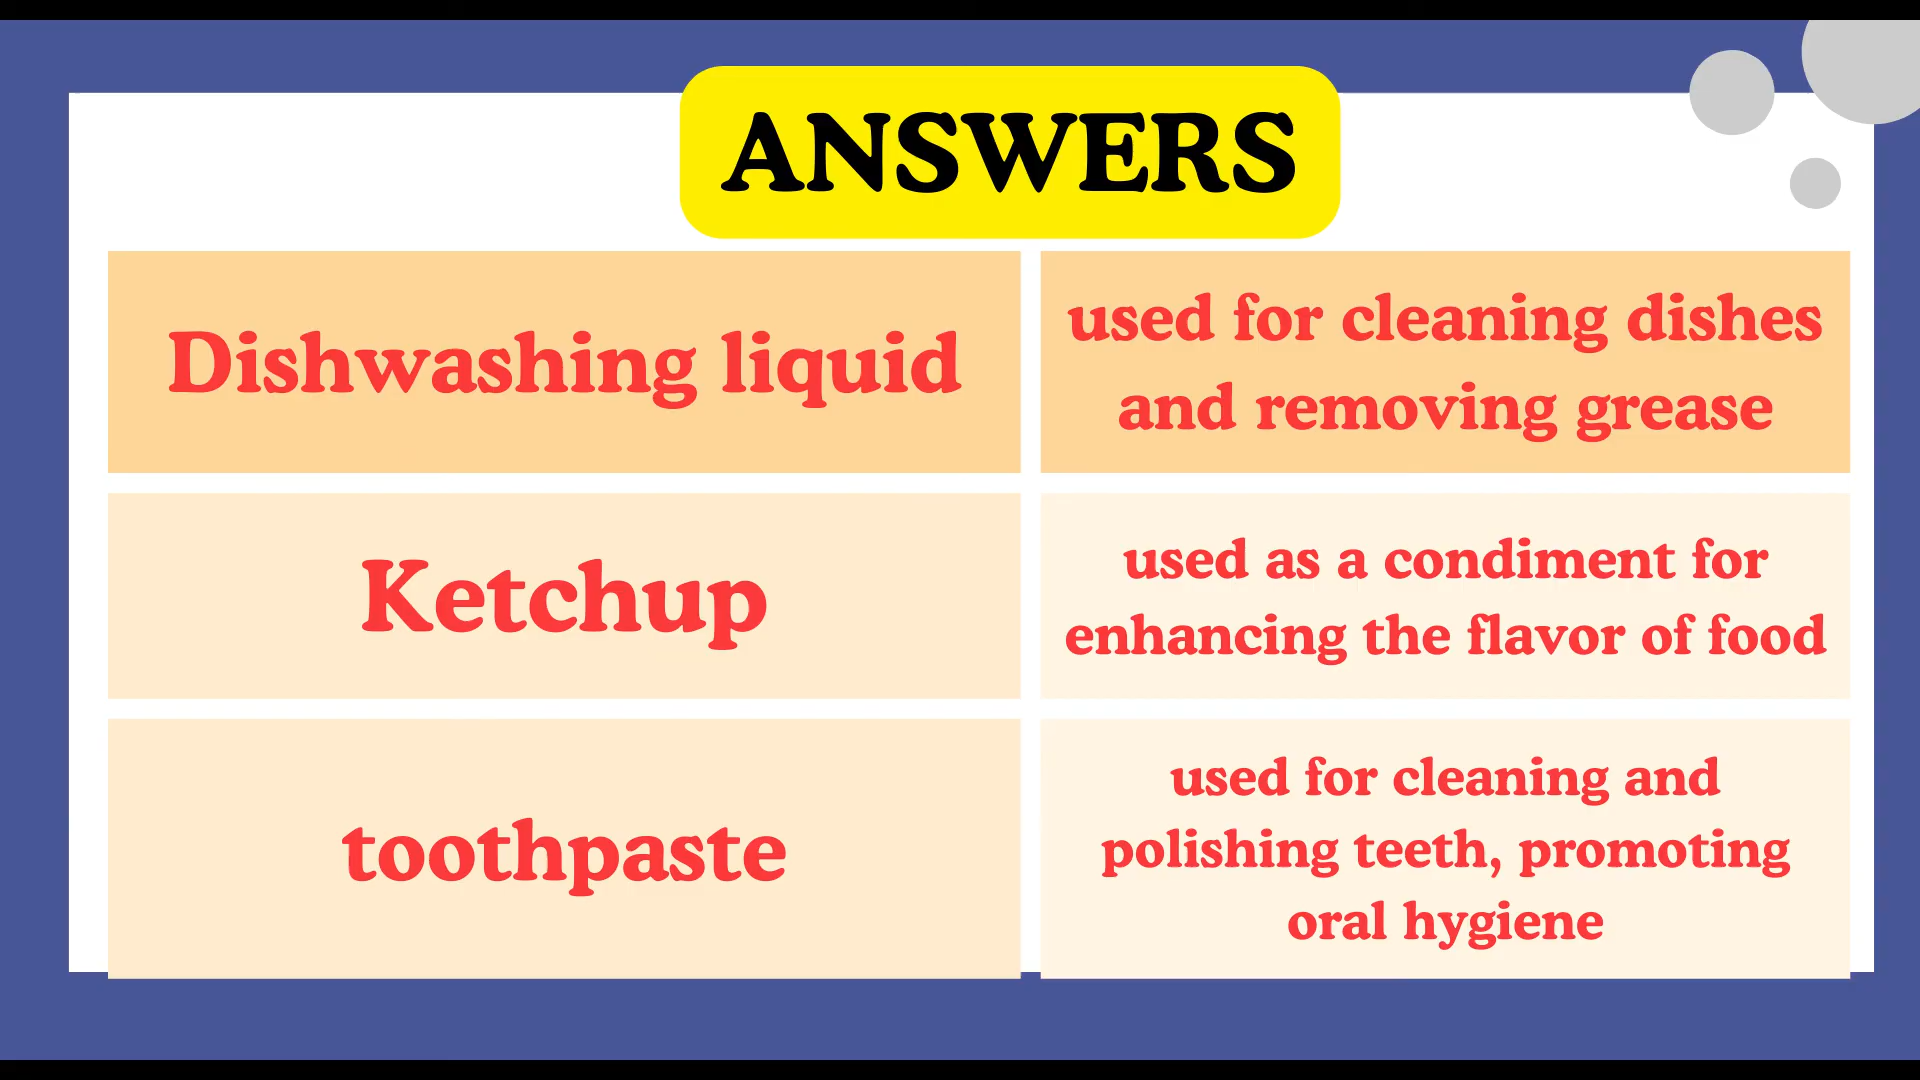 ANSWERS
Dishwashing liquid
used for cleaning dishes
and removing grease
Ketchup
used as a condiment for
enhancing the flavor of food
toothpaste
used for cleaning and
polishing teeth, promoting
oral hygiene